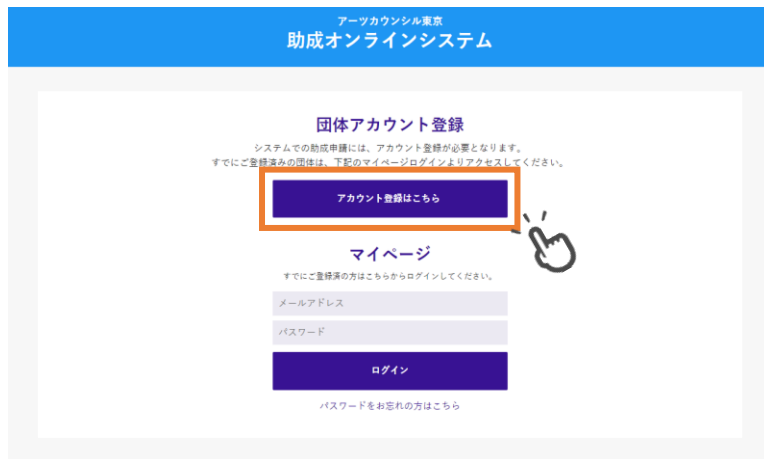 アーツカウンシル東京
助成オンラインシステム
団体アカウント登録
システムでの助成申請には、アカウント登録が必要となります。
すでにご登録済みの団体は、下記のマイページログインよりアクセスしてください。
アカウント登録はこちら
マイページ
すでにご登録済の方はこちらからログインしてください。
メールアドレス
パスワード
ログイン
パスワードをお忘れの方はこちら